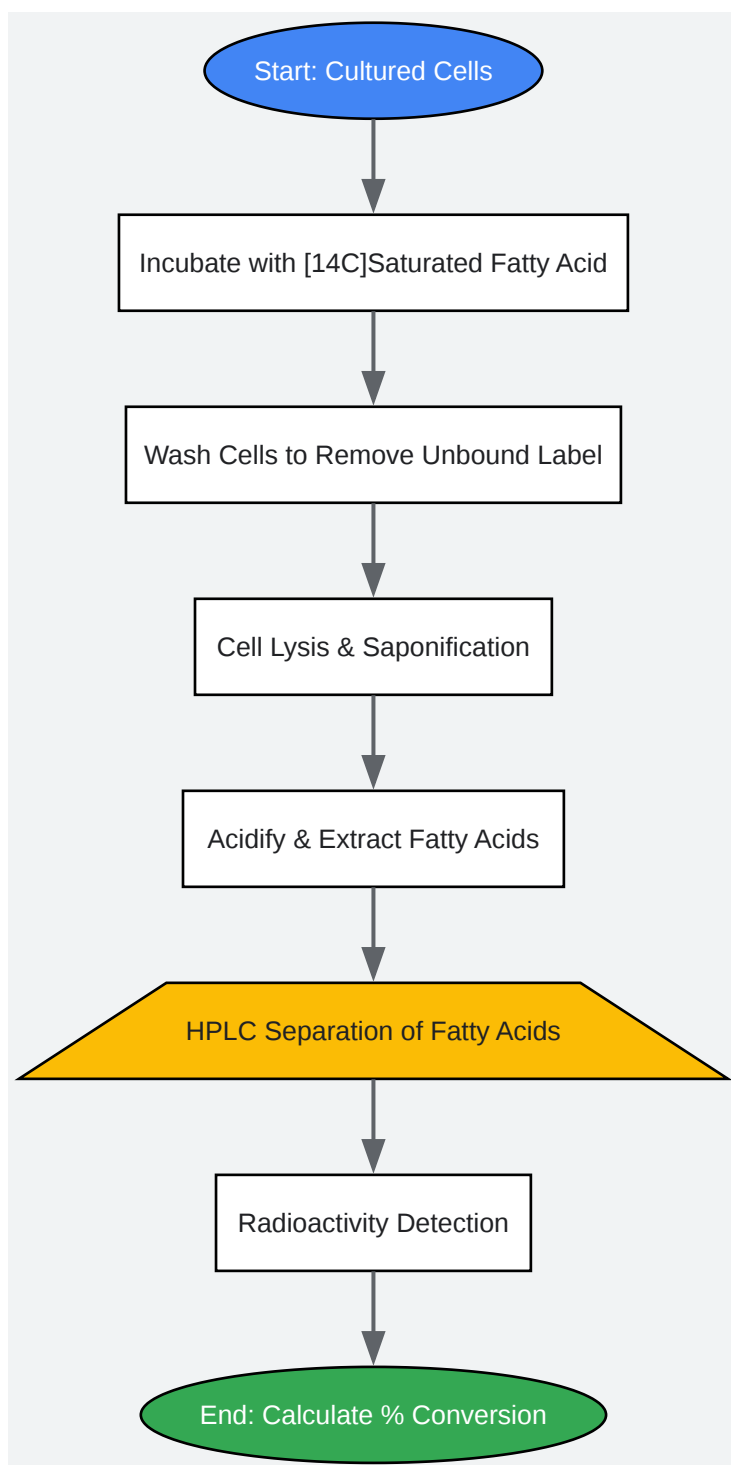 Start: Cultured Cells
Incubate with [14C]Saturated Fatty Acid
Wash Cells to Remove Unbound Label
Cell Lysis & Saponification
Acidify & Extract Fatty Acids
HPLC Separation of Fatty Acids
Radioactivity Detection
End: Calculate % Conversion